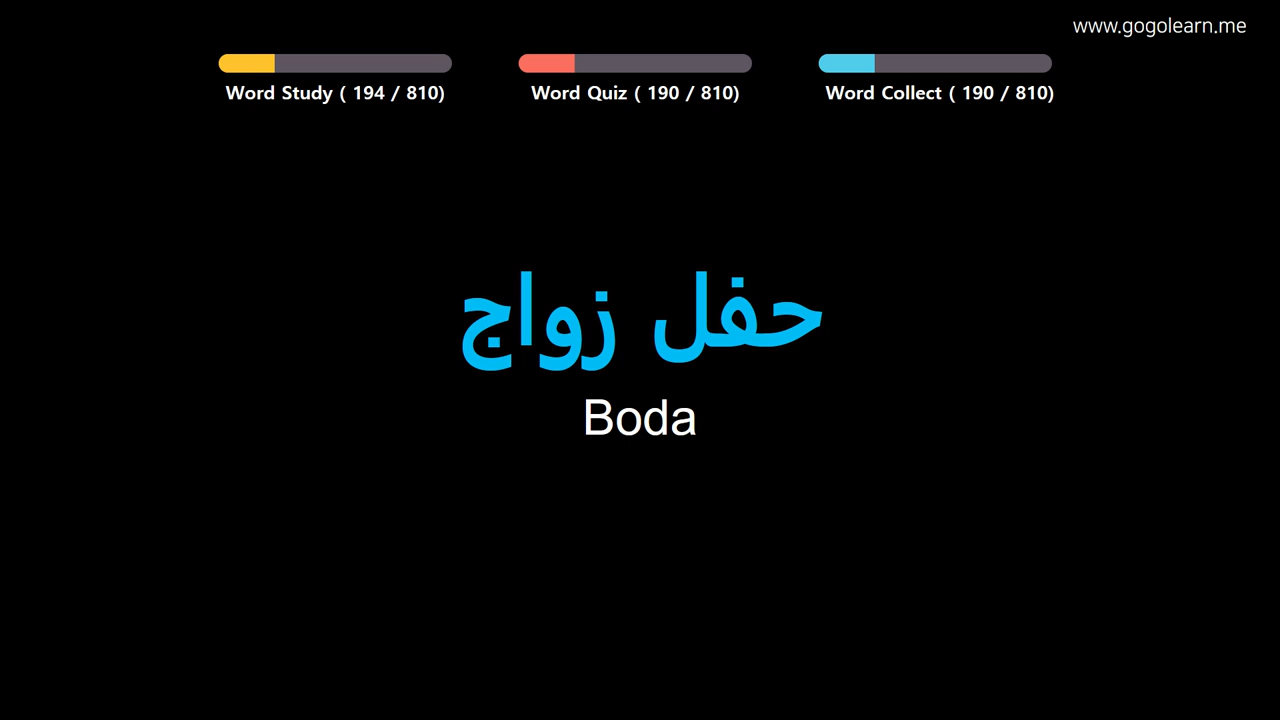 www.gogolearn.me
Word Study ( 194 / 810)
Word Quiz ( 190 / 810)
Word Collect ( 190 / 810)
حفل زواج
Boda